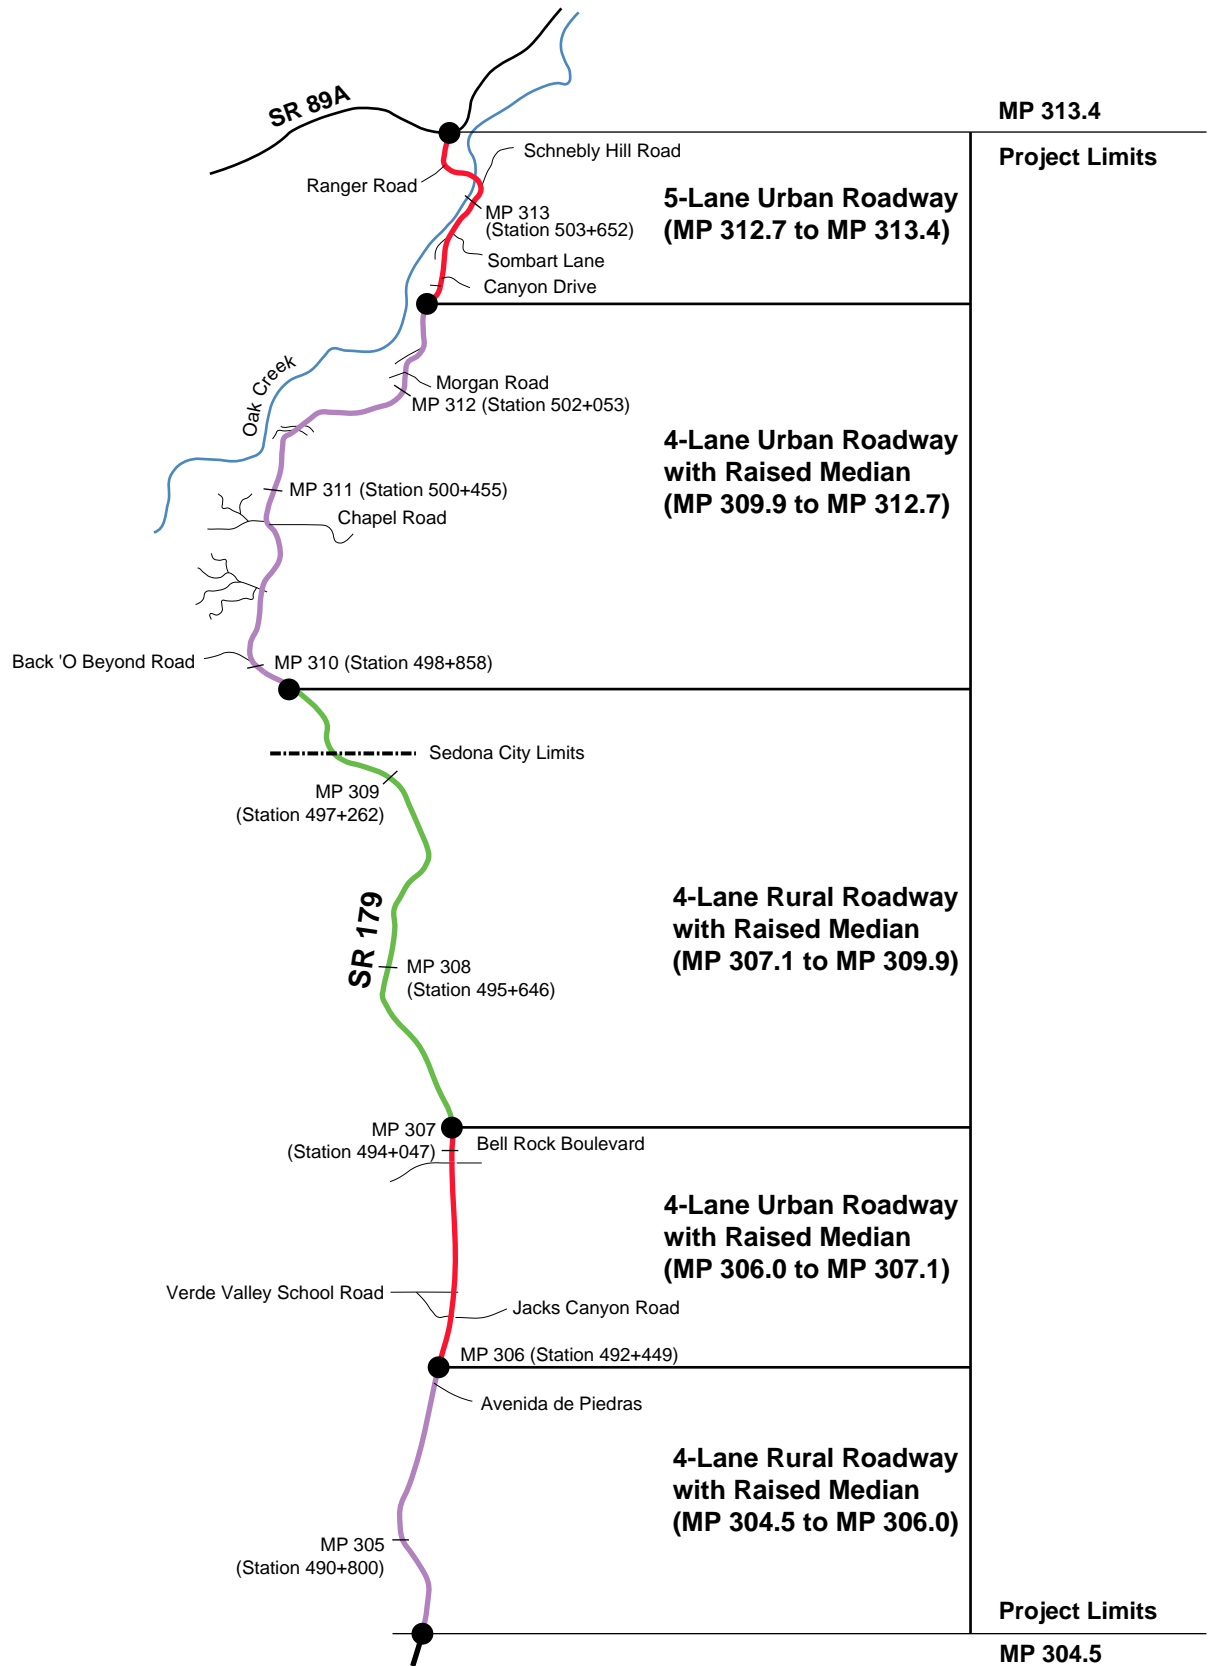 SR 89A
MP 313.4
Project Limits
Schnebly Hill Road
Ranger Road
5-Lane Urban Roadway
(MP 312.7 to MP 313.4)
MP 313
(Station 503+652)
Sombart Lane
Canyon Drive
Oak Creek
Morgan Road
MP 312 (Station 502+053)
4-Lane Urban Roadway
with Raised Median
(MP 309.9 to MP 312.7)
MP 311 (Station 500+455)
Chapel Road
Back 'O Beyond Road
MP 310 (Station 498+858)
Sedona City Limits
MP 309
(Station 497+262)
SR 179
4-Lane Rural Roadway
with Raised Median
(MP 307.1 to MP 309.9)
MP 308
(Station 495+646)
MP 307
(Station 494+047)
Bell Rock Boulevard
4-Lane Urban Roadway
with Raised Median
(MP 306.0 to MP 307.1)
Verde Valley School Road
Jacks Canyon Road
MP 306 (Station 492+449)
Avenida de Piedras
4-Lane Rural Roadway
with Raised Median
(MP 304.5 to MP 306.0)
MP 305
(Station 490+800)
Project Limits
MP 304.5